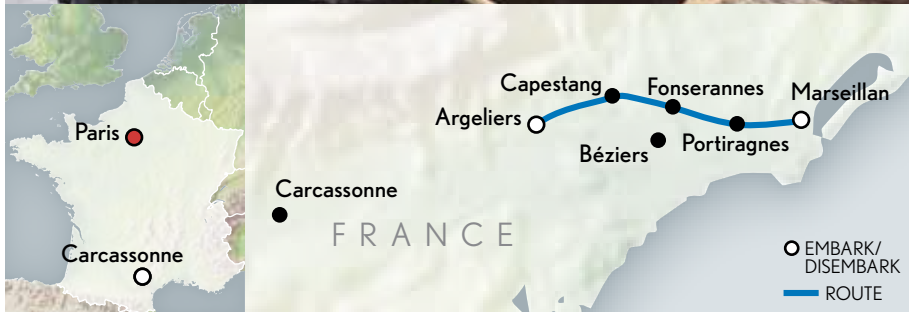 Paris
Carcassonne
Capestang
Fonserannes
Marseillan
Argeliers
Béziers
Portiragnes
Carcassonne
FRANCE
EMBARK/
DISEMBARK
ROUTE